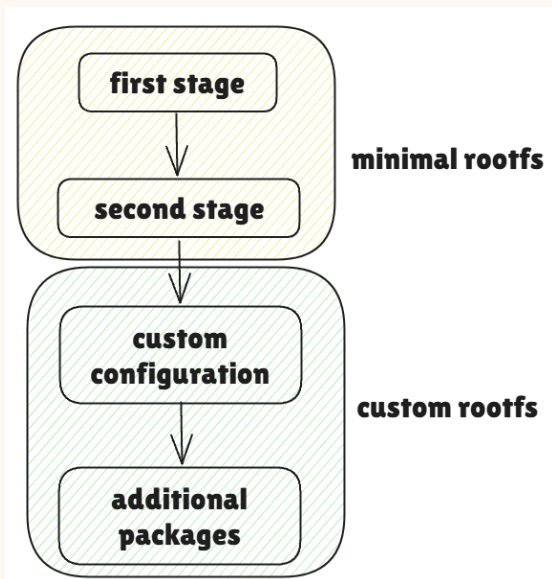 first stage
minimal rootfs
second stage
custom
configuration
custom rootfs
additional
packages